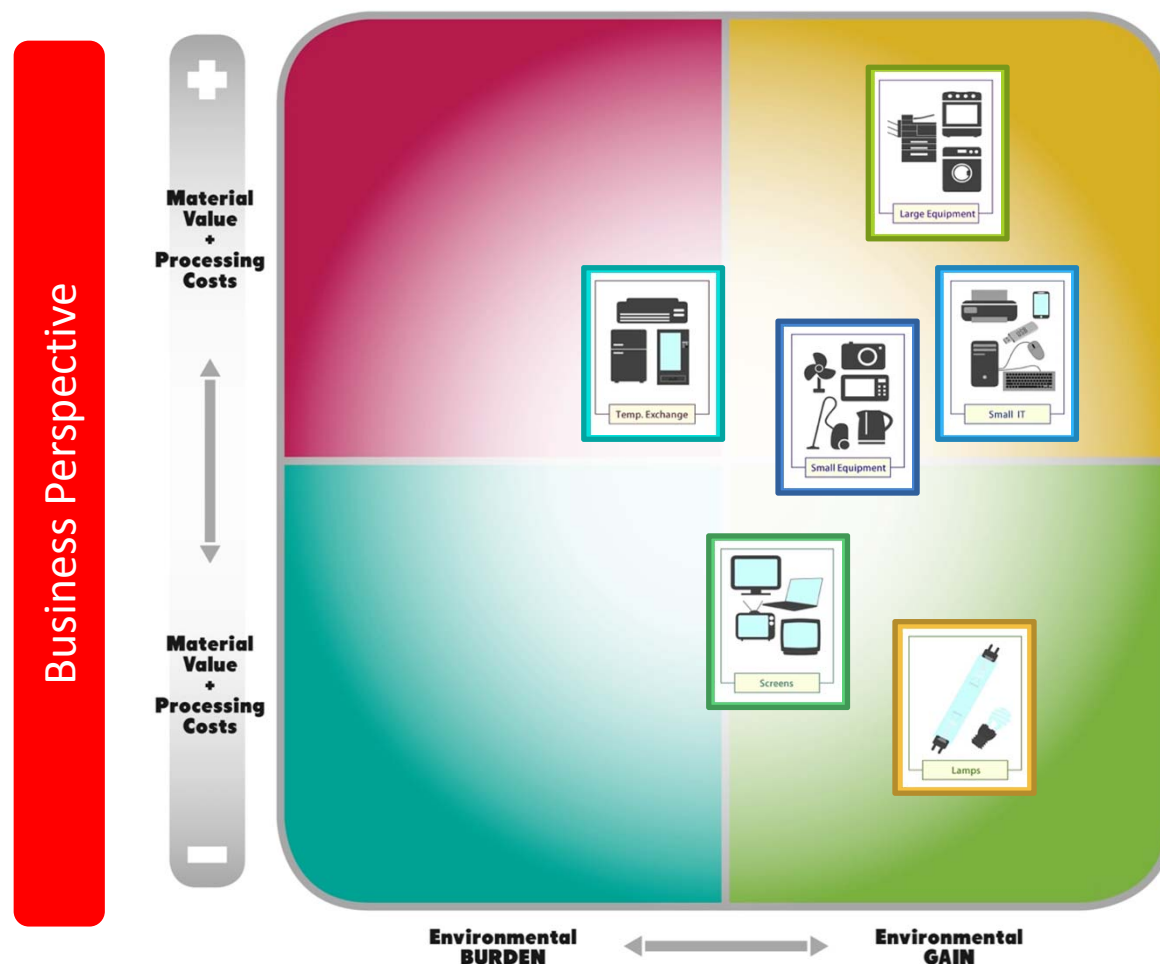 Business Perspective
Material
Value
+
Processing
Costs
Material
Value
+
Processing
Costs
Large Equipment
Temp. Exchange
Small IT
Small Equipment
Screens
Lamps
Environmental
BURDEN
Environmental
GAIN